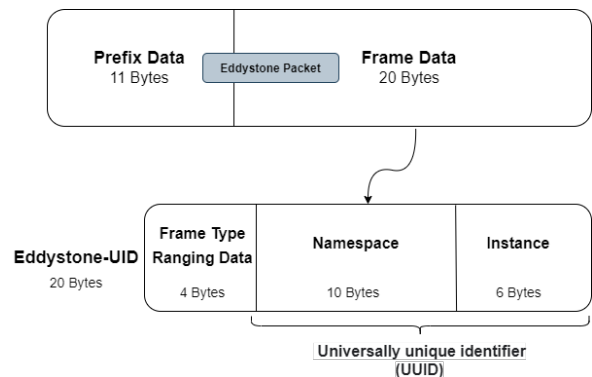 Prefix Data
11 Bytes
Eddystone Packet
Frame Data
20 Bytes
Eddystone-UID
20 Bytes
Frame Type
Ranging Data
4 Bytes
Namespace
10 Bytes
Instance
6 Bytes
Universally unique identifier
(UUID)